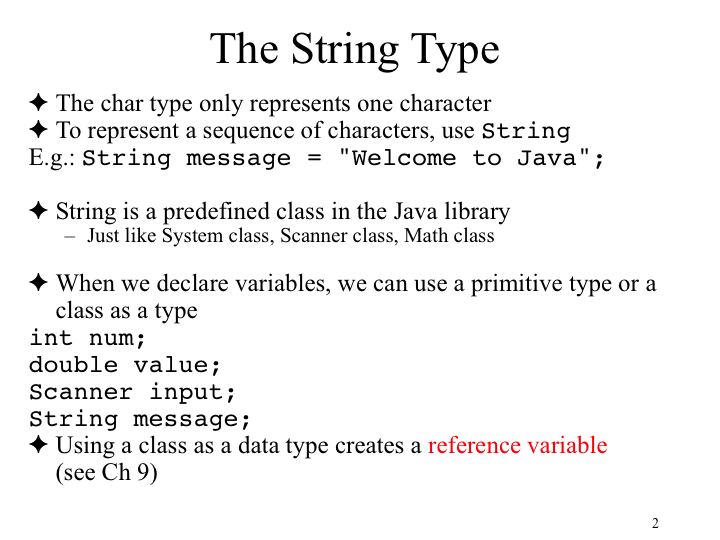 The String Type
✦ The char type only represents one character
✦ To represent a sequence of characters, use String
E.g.: String message = "Welcome to Java";
✦ String is a predefined class in the Java library
– Just like System class, Scanner class, Math class
✦ When we declare variables, we can use a primitive type or a
class as a type
int num;
double value;
Scanner input;
String message;
✦ Using a class as a data type creates a reference variable
(see Ch 9)
2